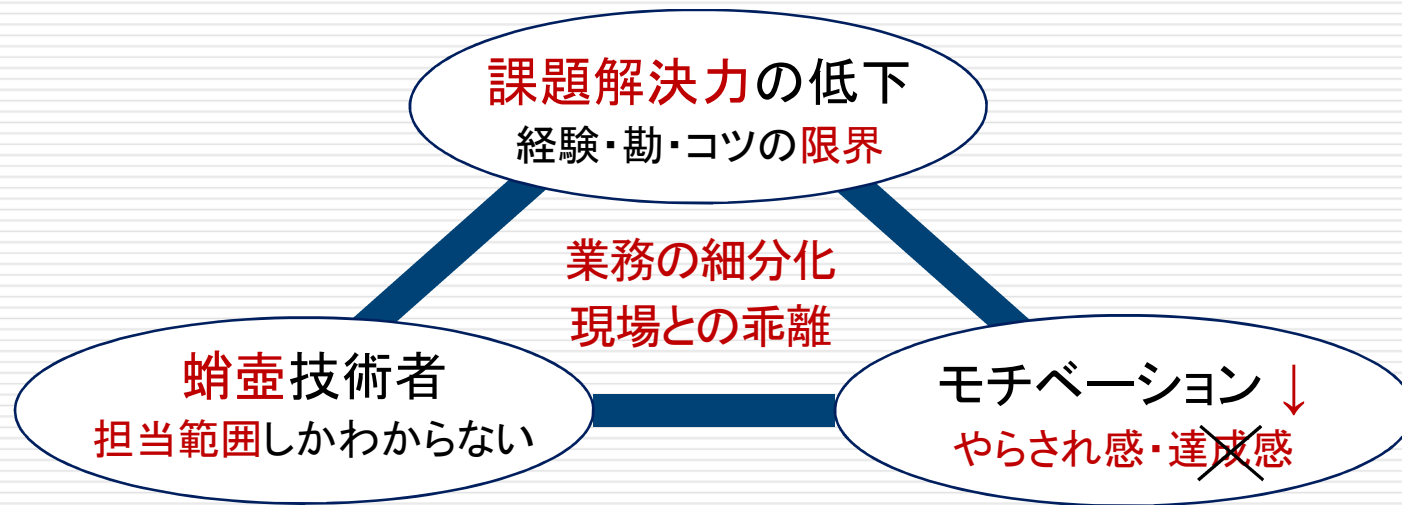 課題解決力の低下
経験・勘・コツの限界
業務の細分化
現場との乖離
蛸壺技術者
担当範囲しかわからない
モチベーション↓
やらされ感・達成感